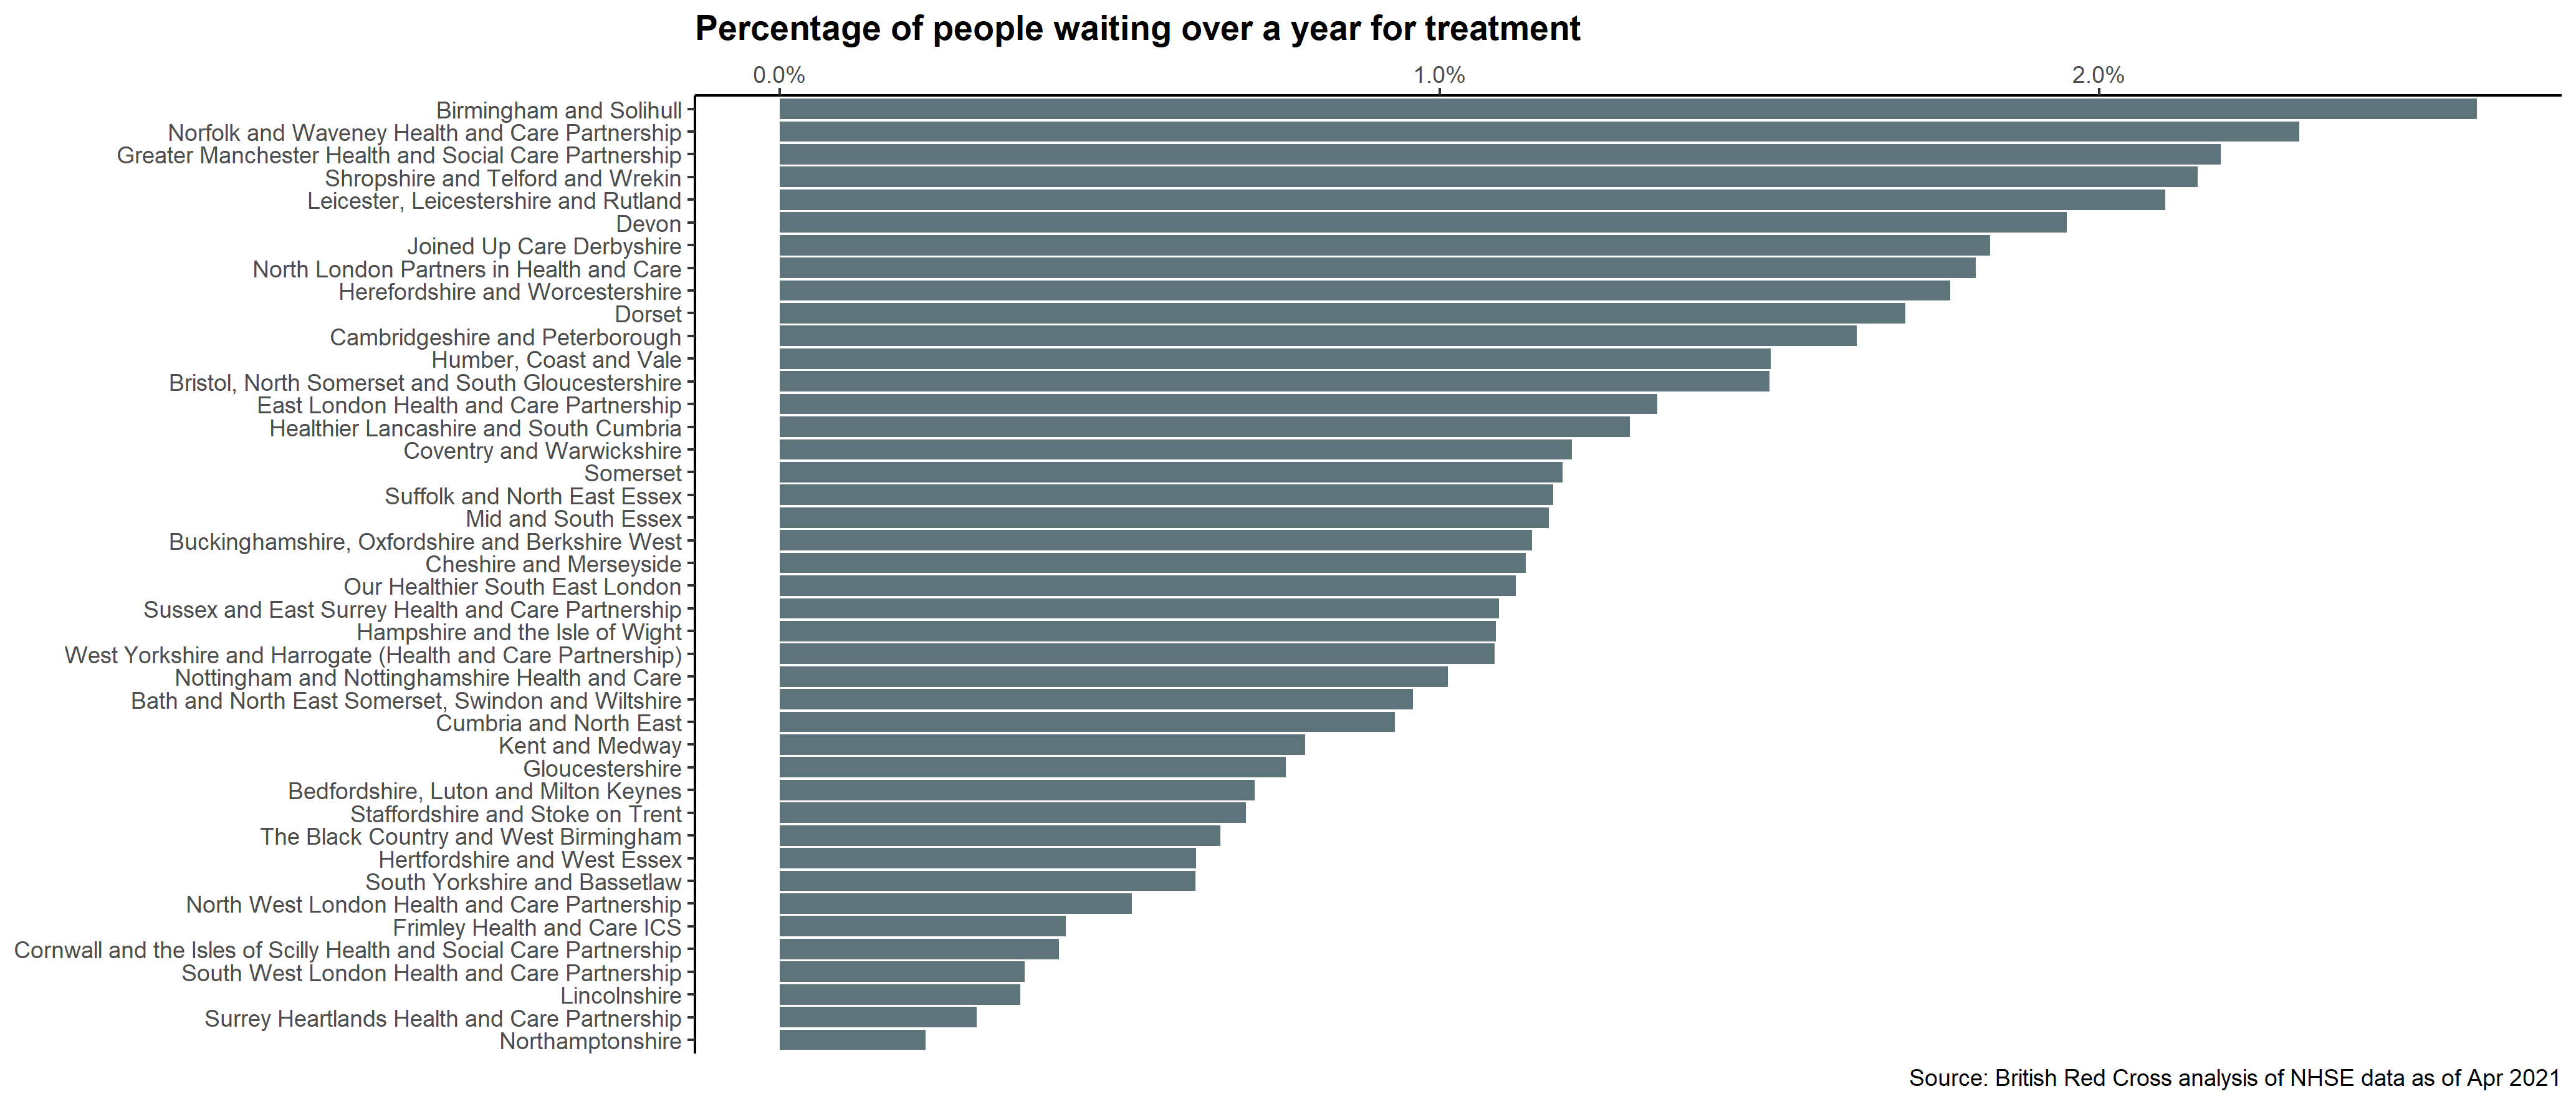 Percentage of people waiting over a year for treatment
0.0% 1.0% 2.0%
Birmingham and Solihull
Norfolk and Waveney Health and Care Partnership
Greater Manchester Health and Social Care Partnership
Shropshire and Telford and Wrekin
Leicester, Leicestershire and Rutland
Devon
Joined Up Care Derbyshire
North London Partners in Health and Care
Herefordshire and Worcestershire
Dorset
Cambridgeshire and Peterborough
Humber, Coast and Vale
Bristol, North Somerset and South Gloucestershire
East London Health and Care Partnership
Healthier Lancashire and South Cumbria
Coventry and Warwickshire
Somerset
Suffolk and North East Essex
Mid and South Essex
Buckinghamshire, Oxfordshire and Berkshire West
Cheshire and Merseyside
Our Healthier South East London
Sussex and East Surrey Health and Care Partnership
Hampshire and the Isle of Wight
West Yorkshire and Harrogate (Health and Care Partnership)
Nottingham and Nottinghamshire Health and Care
Bath and North East Somerset, Swindon and Wiltshire
Cumbria and North East
Kent and Medway
Gloucestershire
Bedfordshire, Luton and Milton Keynes
Staffordshire and Stoke on Trent
The Black Country and West Birmingham
Hertfordshire and West Essex
South Yorkshire and Bassetlaw
North West London Health and Care Partnership
Frimley Health and Care ICS
Cornwall and the Isles of Scilly Health and Social Care Partnership
South West London Health and Care Partnership
Lincolnshire
Surrey Heartlands Health and Care Partnership
Northamptonshire
Source: British Red Cross analysis of NHSE data as of Apr 2021